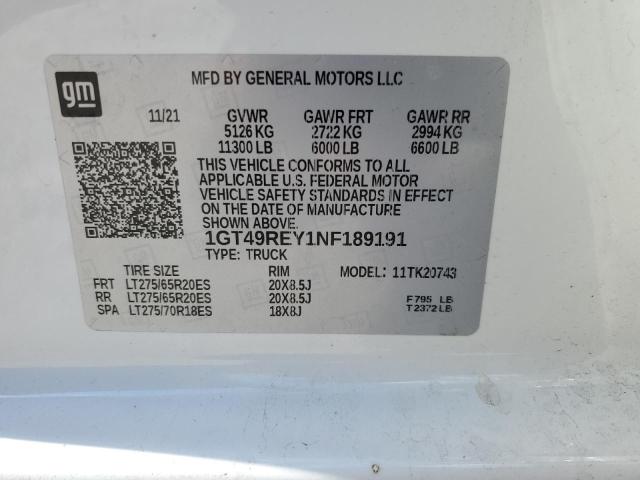 gm
MFD BY GENERAL MOTORS LLC
11/21 GVWR GAWR FRT GAWR RR
5126 KG 2722 KG 2994 KG
11300 LB 6000 LB 6600 LB
THIS VEHICLE CONFORMS TO ALL
APPLICABLE U.S. FEDERAL MOTOR
VEHICLE SAFETY STANDARDS IN EFFECT
ON THE DATE OF MANUFACTURE
SHOWN ABOVE.
1GT49REY1NF189191
TYPE: TRUCK
TIRE SIZE RIM MODEL: 11TK20743
FRT LT275/65R20ES 20X8.5J
RR LT275/65R20ES 20X8.5J F 795 LB
SPA LT275/70R18ES 18X8J T 2372 LB